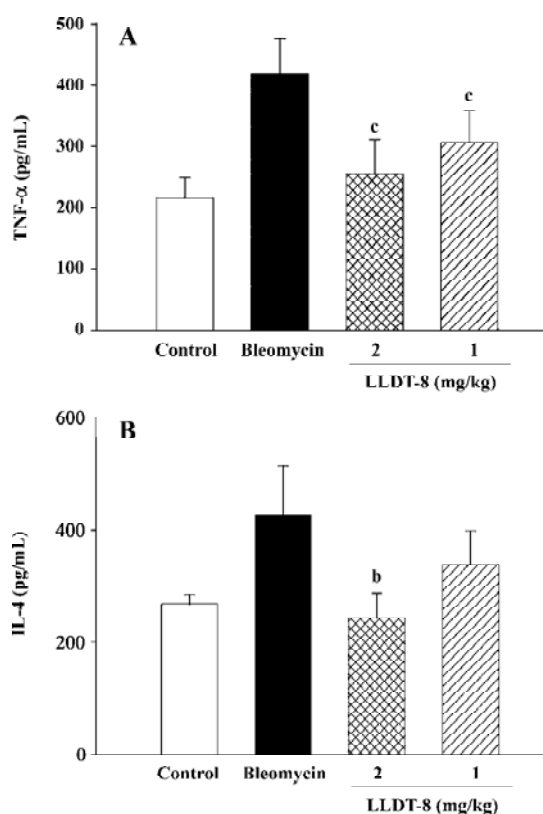 A
500
400
300
200
100
0
TNF-α (pg/mL)
c
c
Control Bleomycin 2 1
LLDT-8 (mg/kg)
B
600
400
200
0
IL-4 (pg/mL)
b
Control Bleomycin 2 1
LLDT-8 (mg/kg)